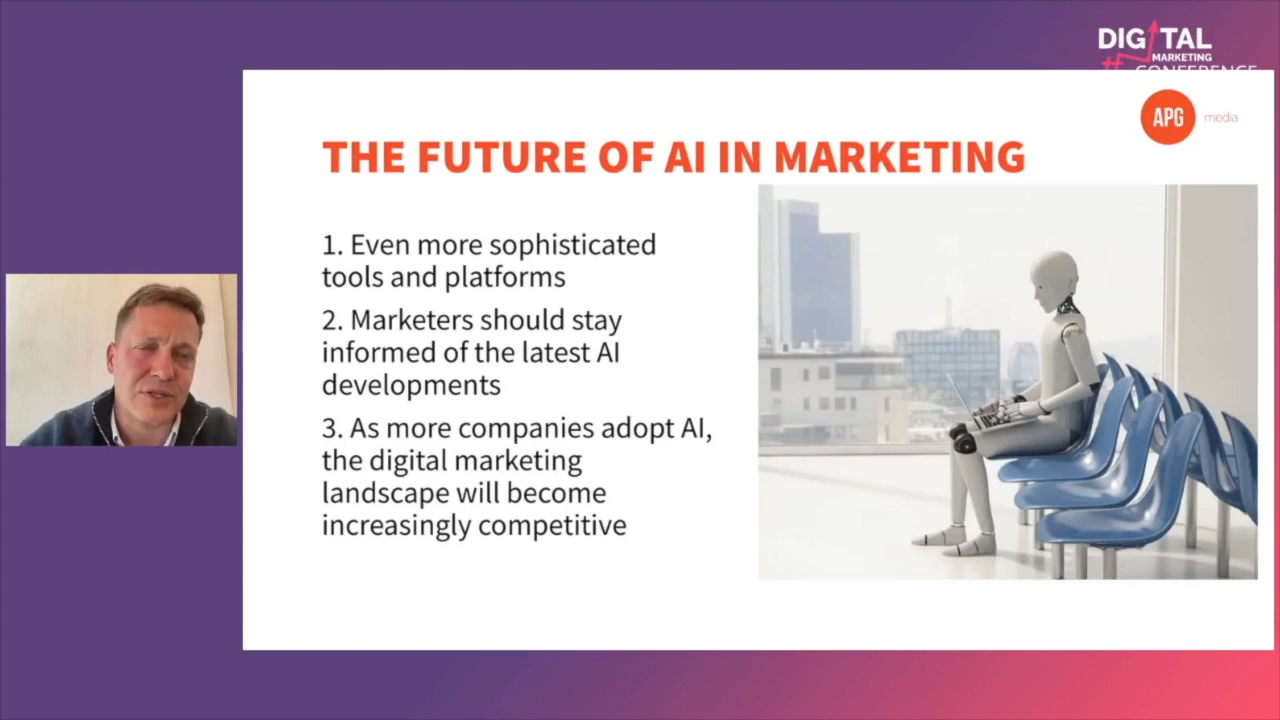 DIGITAL
MARKETING
#CONFERENCE
APG media
THE FUTURE OF AI IN MARKETING
1. Even more sophisticated
tools and platforms
2. Marketers should stay
informed of the latest AI
developments
3. As more companies adopt AI,
the digital marketing
landscape will become
increasingly competitive